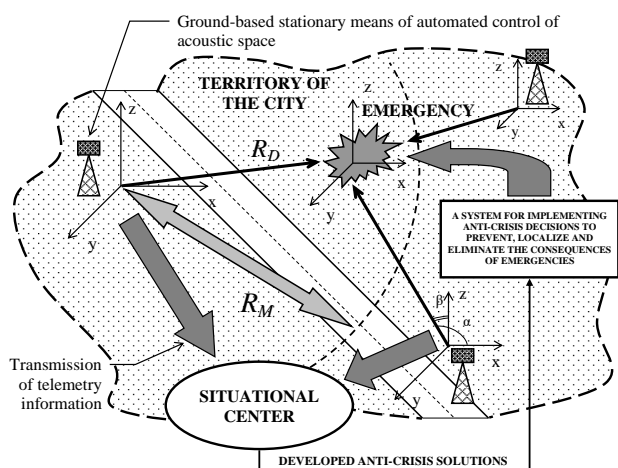 Ground-based stationary means of automated control of
acoustic space
TERRITORY OF
THE CITY
EMERGENCY
z
x
y
z
x
y
z
x
y
R_D
R_M
A SYSTEM FOR IMPLEMENTING
ANTI-CRISIS DECISIONS TO
PREVENT, LOCALIZE AND
ELIMINATE THE CONSEQUENCES
OF EMERGENCIES
β
z
α
x
y
Transmission
of telemetry
information
SITUATIONAL
CENTER
DEVELOPED ANTI-CRISIS SOLUTIONS